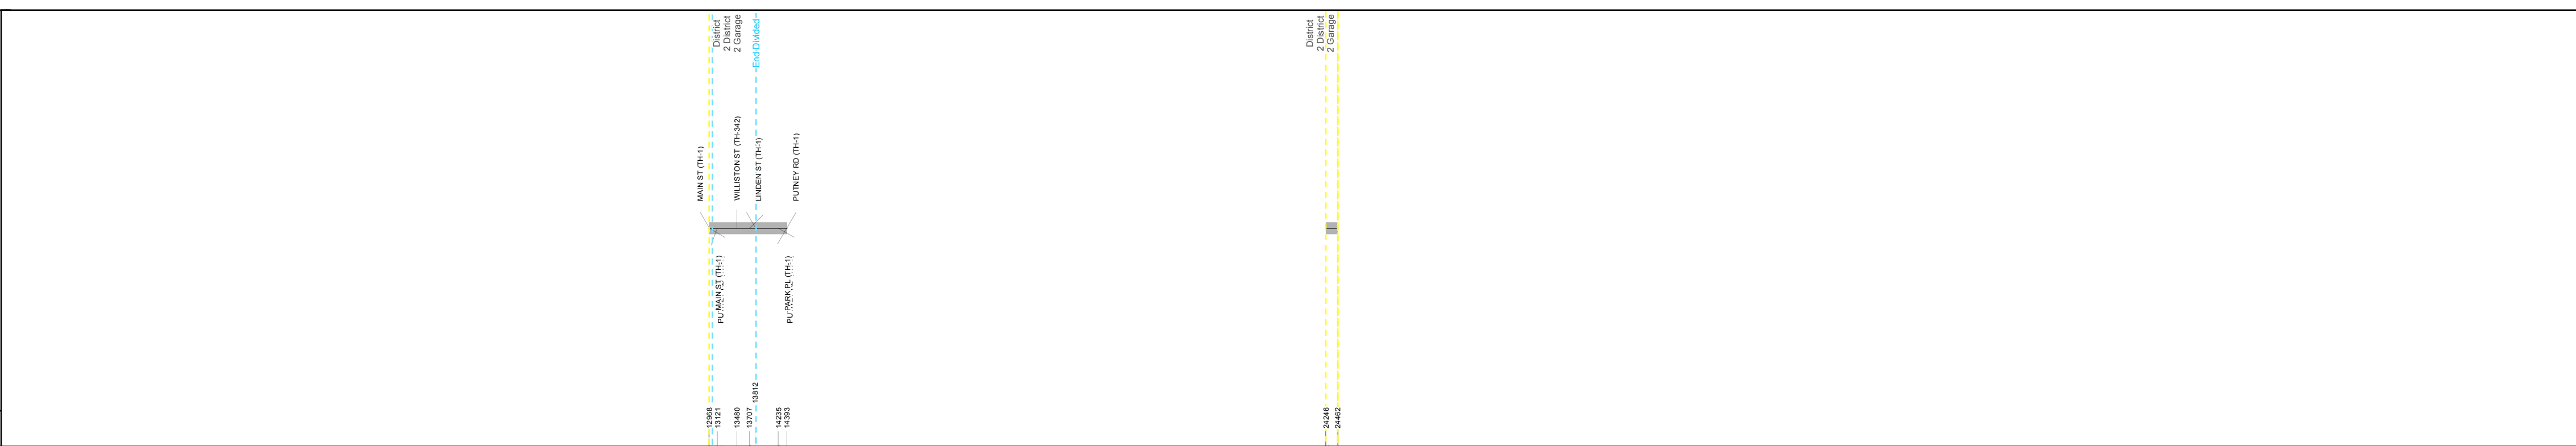 District
2 District
2 Garage
End Divided
District
2 District
2 Garage
MAIN ST (TH-1)
WILLISTON ST (TH-342)
LINDEN ST (TH-1)
PUTNEY RD (TH-1)
MAIN ST (TH-1)
PARK PL (TH-1)
12968
13121
13480
13707
13812
14235
14393
24246
24462